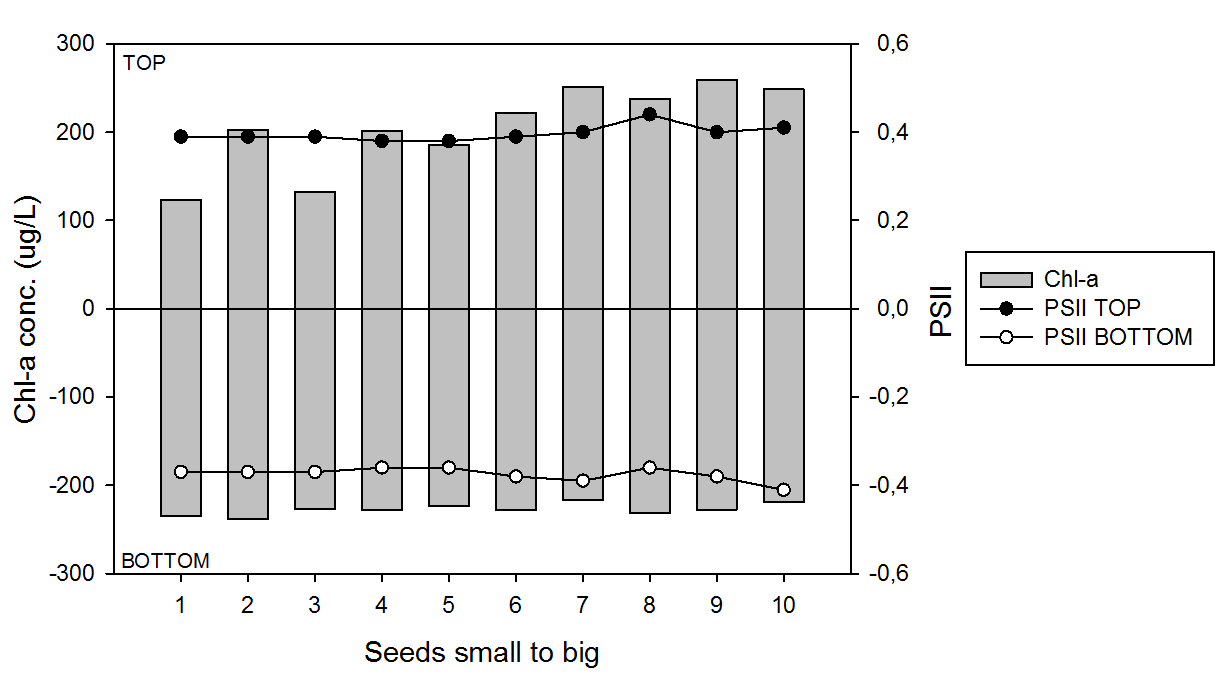 TOP
300
200
100
0
-100
-200
-300
Chl-a conc. (ug/L)
BOTTOM
1 2 3 4 5 6 7 8 9 10
Seeds small to big
0,6
0,4
0,2
0,0
-0,2
-0,4
-0,6
PSII
Chl-a
PSII TOP
PSII BOTTOM